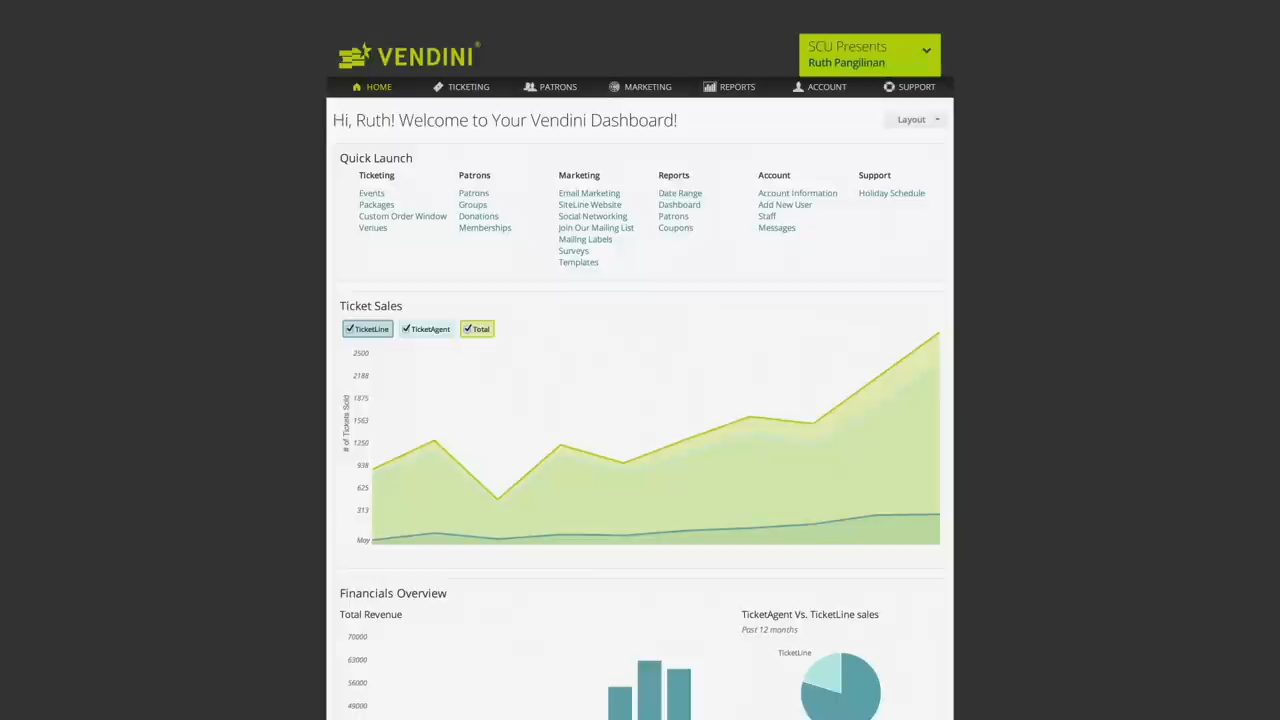 VENDINI®
SCU Presents
Ruth Pangilinan
HOME TICKETING PATRONS MARKETING REPORTS ACCOUNT SUPPORT
Hi, Ruth! Welcome to Your Vendini Dashboard!
Layout
Quick Launch
Ticketing Patrons Marketing Reports Account Support
Events Patrons Email Marketing Date Range Account Information Holiday Schedule
Packages Groups SiteLine Website Dashboard Add New User
Custom Order Window Donations Social Networking Patrons Staff
Venues Memberships Join Our Mailing List Coupons Messages
Mailing Labels
Surveys
Templates
Ticket Sales
TicketLine TicketAgent Total
2500
2188
1875
1563
1250
938
625
313
May
# of Tickets Sold
Financials Overview
Total Revenue
70000
63000
56000
49000
TicketAgent Vs. TicketLine sales
Past 12 months
TicketLine